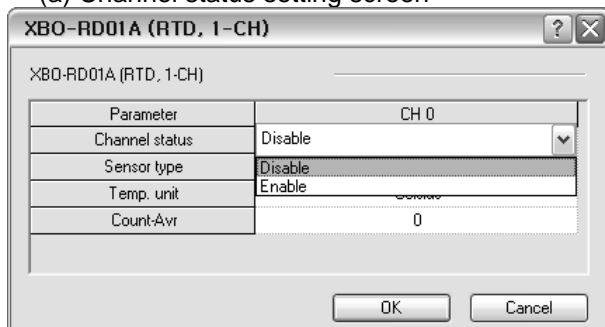 (a) Channel status setting screen
XBO-RD01A (RTD, 1-CH)
XBO-RD01A (RTD, 1-CH)
Parameter CH 0
Channel status Disable
Sensor type Disable
Enable
Temp. unit
Count-Avr 0
OK Cancel